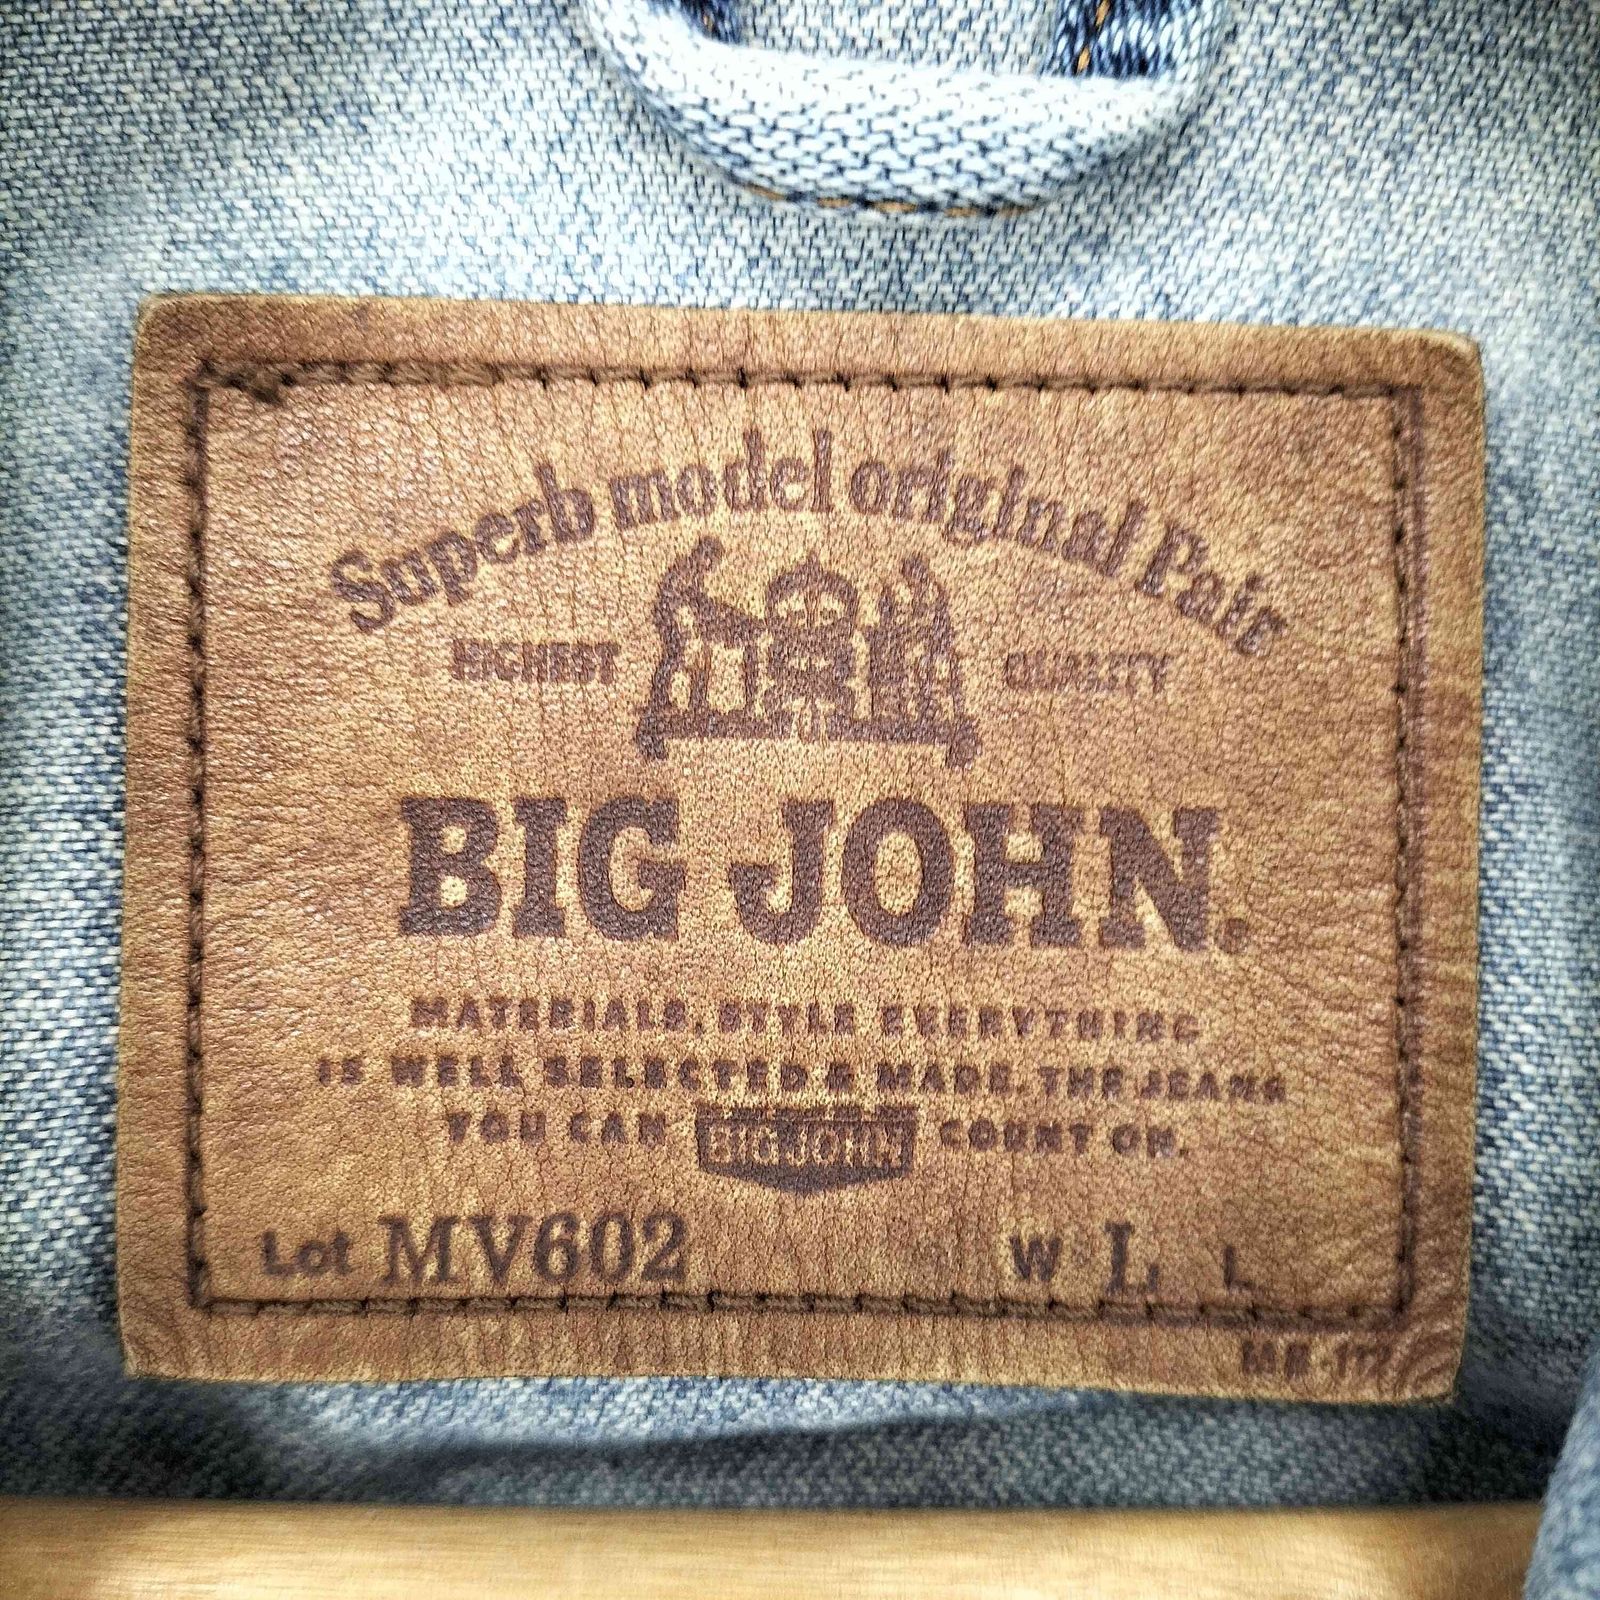 Superb model original Pats
HIGHEST QUALITY
BIG JOHN.
MATERIALS, STYLE EVERYTHING
IS WELL SELECTED & MADE. THE JEANS
YOU CAN BIG JOHN COUNT ON.
Lot MV602 W L L